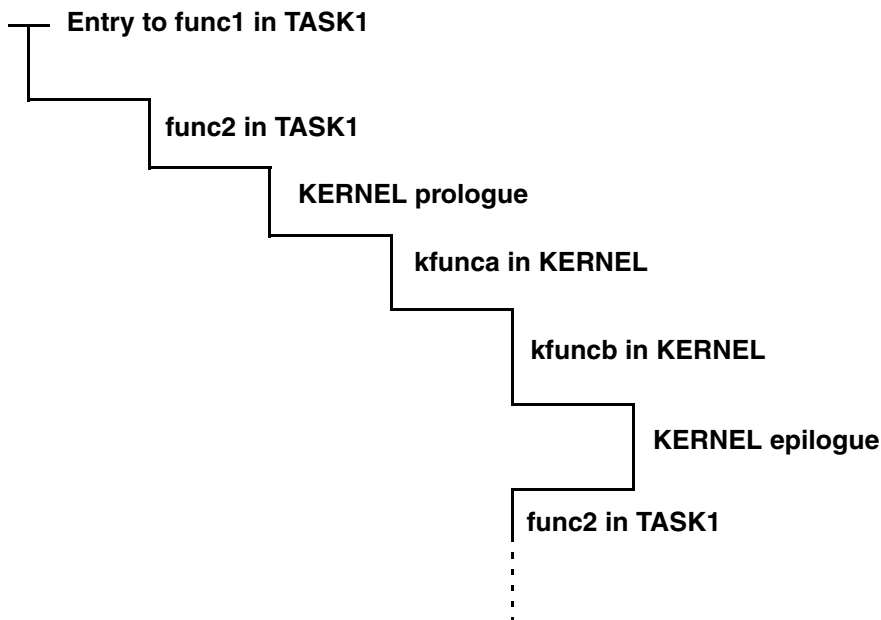 Entry to func1 in TASK1
func2 in TASK1
KERNEL prologue
kfunca in KERNEL
kfuncb in KERNEL
KERNEL epilogue
func2 in TASK1